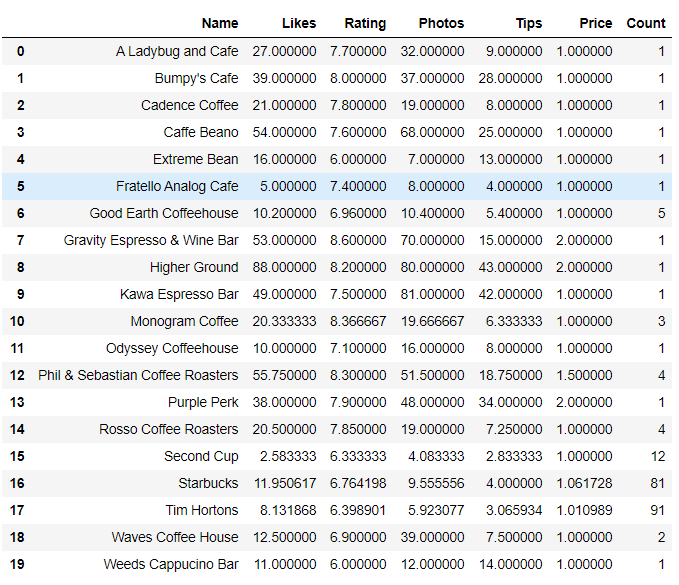 Name Likes Rating Photos Tips Price Count
0 A Ladybug and Cafe 27.000000 7.700000 32.000000 9.000000 1.000000 1
1 Bumpy's Cafe 39.000000 8.000000 37.000000 28.000000 1.000000 1
2 Cadence Coffee 21.000000 7.800000 19.000000 8.000000 1.000000 1
3 Caffe Beano 54.000000 7.600000 68.000000 25.000000 1.000000 1
4 Extreme Bean 16.000000 6.000000 7.000000 13.000000 1.000000 1
5 Fratello Analog Cafe 5.000000 7.400000 8.000000 4.000000 1.000000 1
6 Good Earth Coffeehouse 10.200000 6.960000 10.400000 5.400000 1.000000 5
7 Gravity Espresso & Wine Bar 53.000000 8.600000 70.000000 15.000000 2.000000 1
8 Higher Ground 88.000000 8.200000 80.000000 43.000000 2.000000 1
9 Kawa Espresso Bar 49.000000 7.500000 81.000000 42.000000 1.000000 1
10 Monogram Coffee 20.333333 8.366667 19.666667 6.333333 1.000000 3
11 Odyssey Coffeehouse 10.000000 7.100000 16.000000 8.000000 1.000000 1
12 Phil & Sebastian Coffee Roasters 55.750000 8.300000 51.500000 18.750000 1.500000 4
13 Purple Perk 38.000000 7.900000 48.000000 34.000000 2.000000 1
14 Rosso Coffee Roasters 20.500000 7.850000 19.000000 7.250000 1.000000 4
15 Second Cup 2.583333 6.333333 4.083333 2.833333 1.000000 12
16 Starbucks 11.950617 6.764198 9.555556 4.000000 1.061728 81
17 Tim Hortons 8.131868 6.398901 5.923077 3.065934 1.010989 91
18 Waves Coffee House 12.500000 6.900000 39.000000 7.500000 1.000000 2
19 Weeds Cappucino Bar 11.000000 6.000000 12.000000 14.000000 1.000000 1